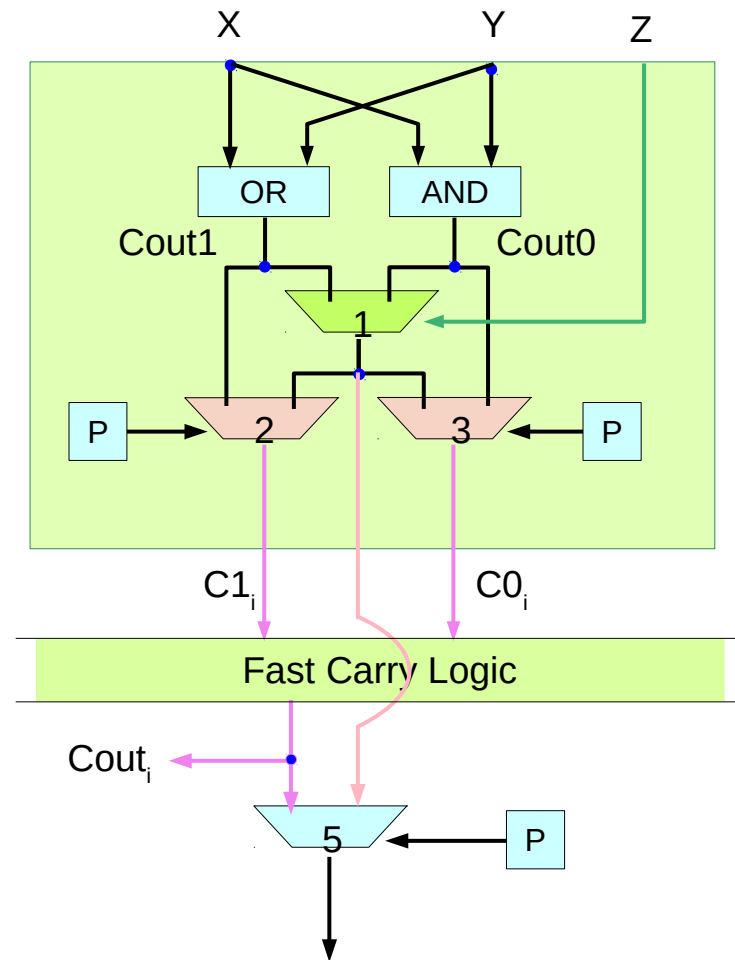 X
Y
Z
OR
AND
Cout1
Cout0
1
P
2
3
P
C1i
C0i
Fast Carry Logic
Couti
5
P